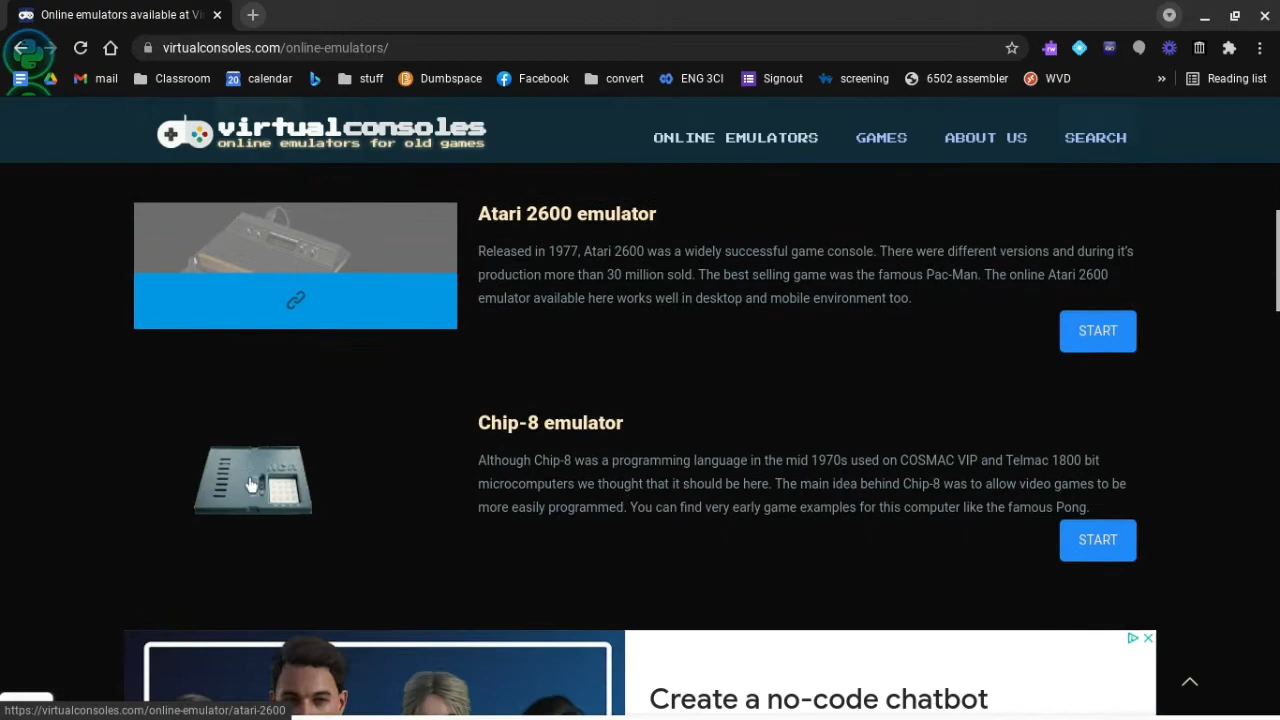 Online emulators available at Vi
virtualconsoles.com/online-emulators/
mail
Classroom
20
calendar
stuff
Dumbspace
Facebook
convert
ENG 3CI
Signout
screening
6502 assembler
WVD
»
Reading list
virtualconsoles
online emulators for old games
ONLINE EMULATORS
GAMES
ABOUT US
SEARCH
Atari 2600 emulator
Released in 1977, Atari 2600 was a widely successful game console. There were different versions and during it's
production more than 30 million sold. The best selling game was the famous Pac-Man. The online Atari 2600
emulator available here works well in desktop and mobile environment too.
START
Chip-8 emulator
Although Chip-8 was a programming language in the mid 1970s used on COSMAC VIP and Telmac 1800 bit
microcomputers we thought that it should be here. The main idea behind Chip-8 was to allow video games to be
more easily programmed. You can find very early game examples for this computer like the famous Pong.
START
RCA
Create a no-code chatbot
https://virtualconsoles.com/online-emulator/atari-2600